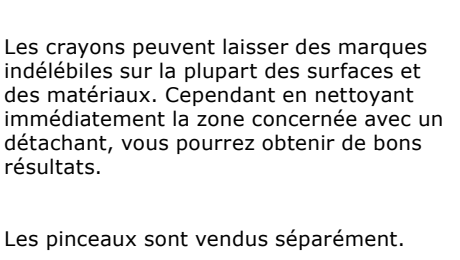 Les crayons peuvent laisser des marques
indélébiles sur la plupart des surfaces et
des matériaux. Cependant en nettoyant
immédiatement la zone concernée avec un
détachant, vous pourrez obtenir de bons
résultats.
Les pinceaux sont vendus séparément.